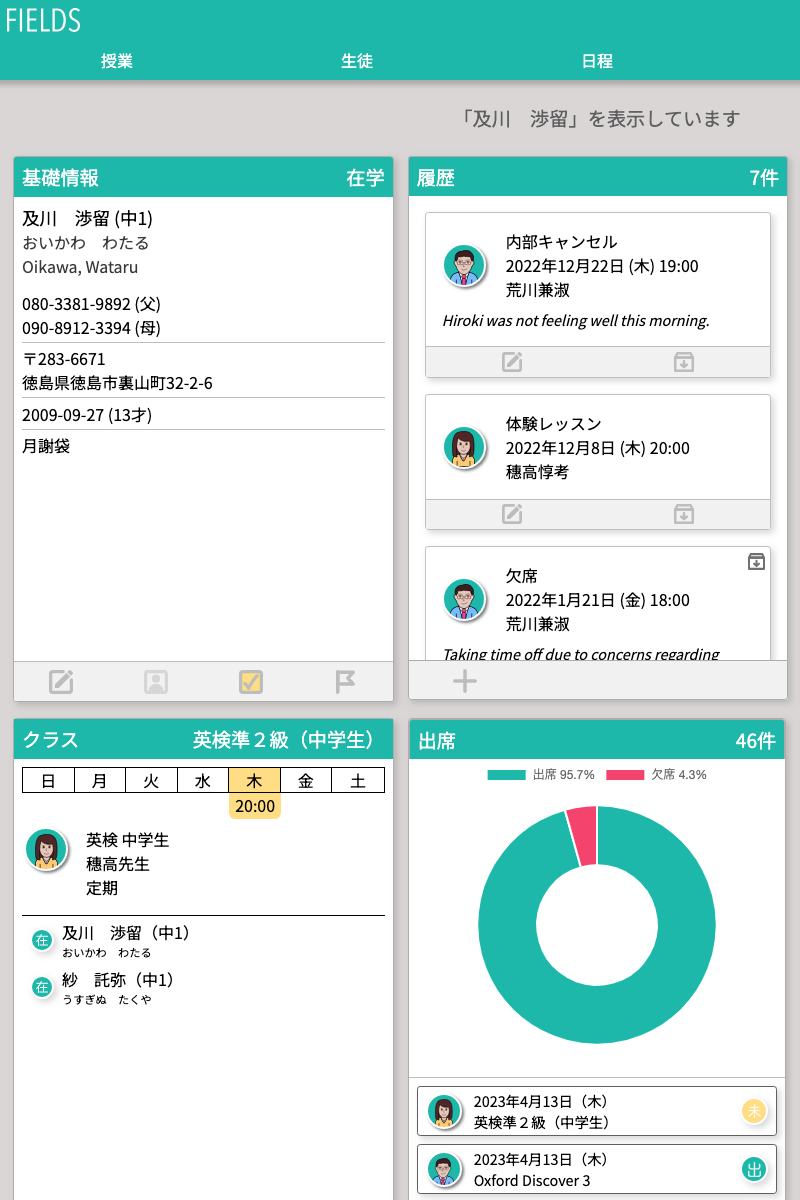 FIELDS
授業
生徒
日程
「及川　渉留」を表示しています
基礎情報
在学
及川　渉留 (中1)
おいかわ　わたる
Oikawa, Wataru
080-3381-9892 (父)
090-8912-3394 (母)
〒283-6671
徳島県徳島市裏山町32-2-6
2009-09-27 (13才)
月謝袋
履歴
7件
内部キャンセル
2022年12月22日 (木) 19:00
荒川兼淑
Hiroki was not feeling well this morning.
体験レッスン
2022年12月8日 (木) 20:00
穂高惇考
欠席
2022年1月21日 (金) 18:00
荒川兼淑
Taking time off due to concerns regarding
クラス
英検準２級（中学生）
日 月 火 水 木 金 土
20:00
英検 中学生
穂高先生
定期
在
及川　渉留（中1）
おいかわ　わたる
在
紗　託弥（中1）
うすぎぬ　たくや
出席
46件
出席 95.7% 欠席 4.3%
2023年4月13日（木）
英検準２級（中学生）
未
2023年4月13日（木）
Oxford Discover 3
出